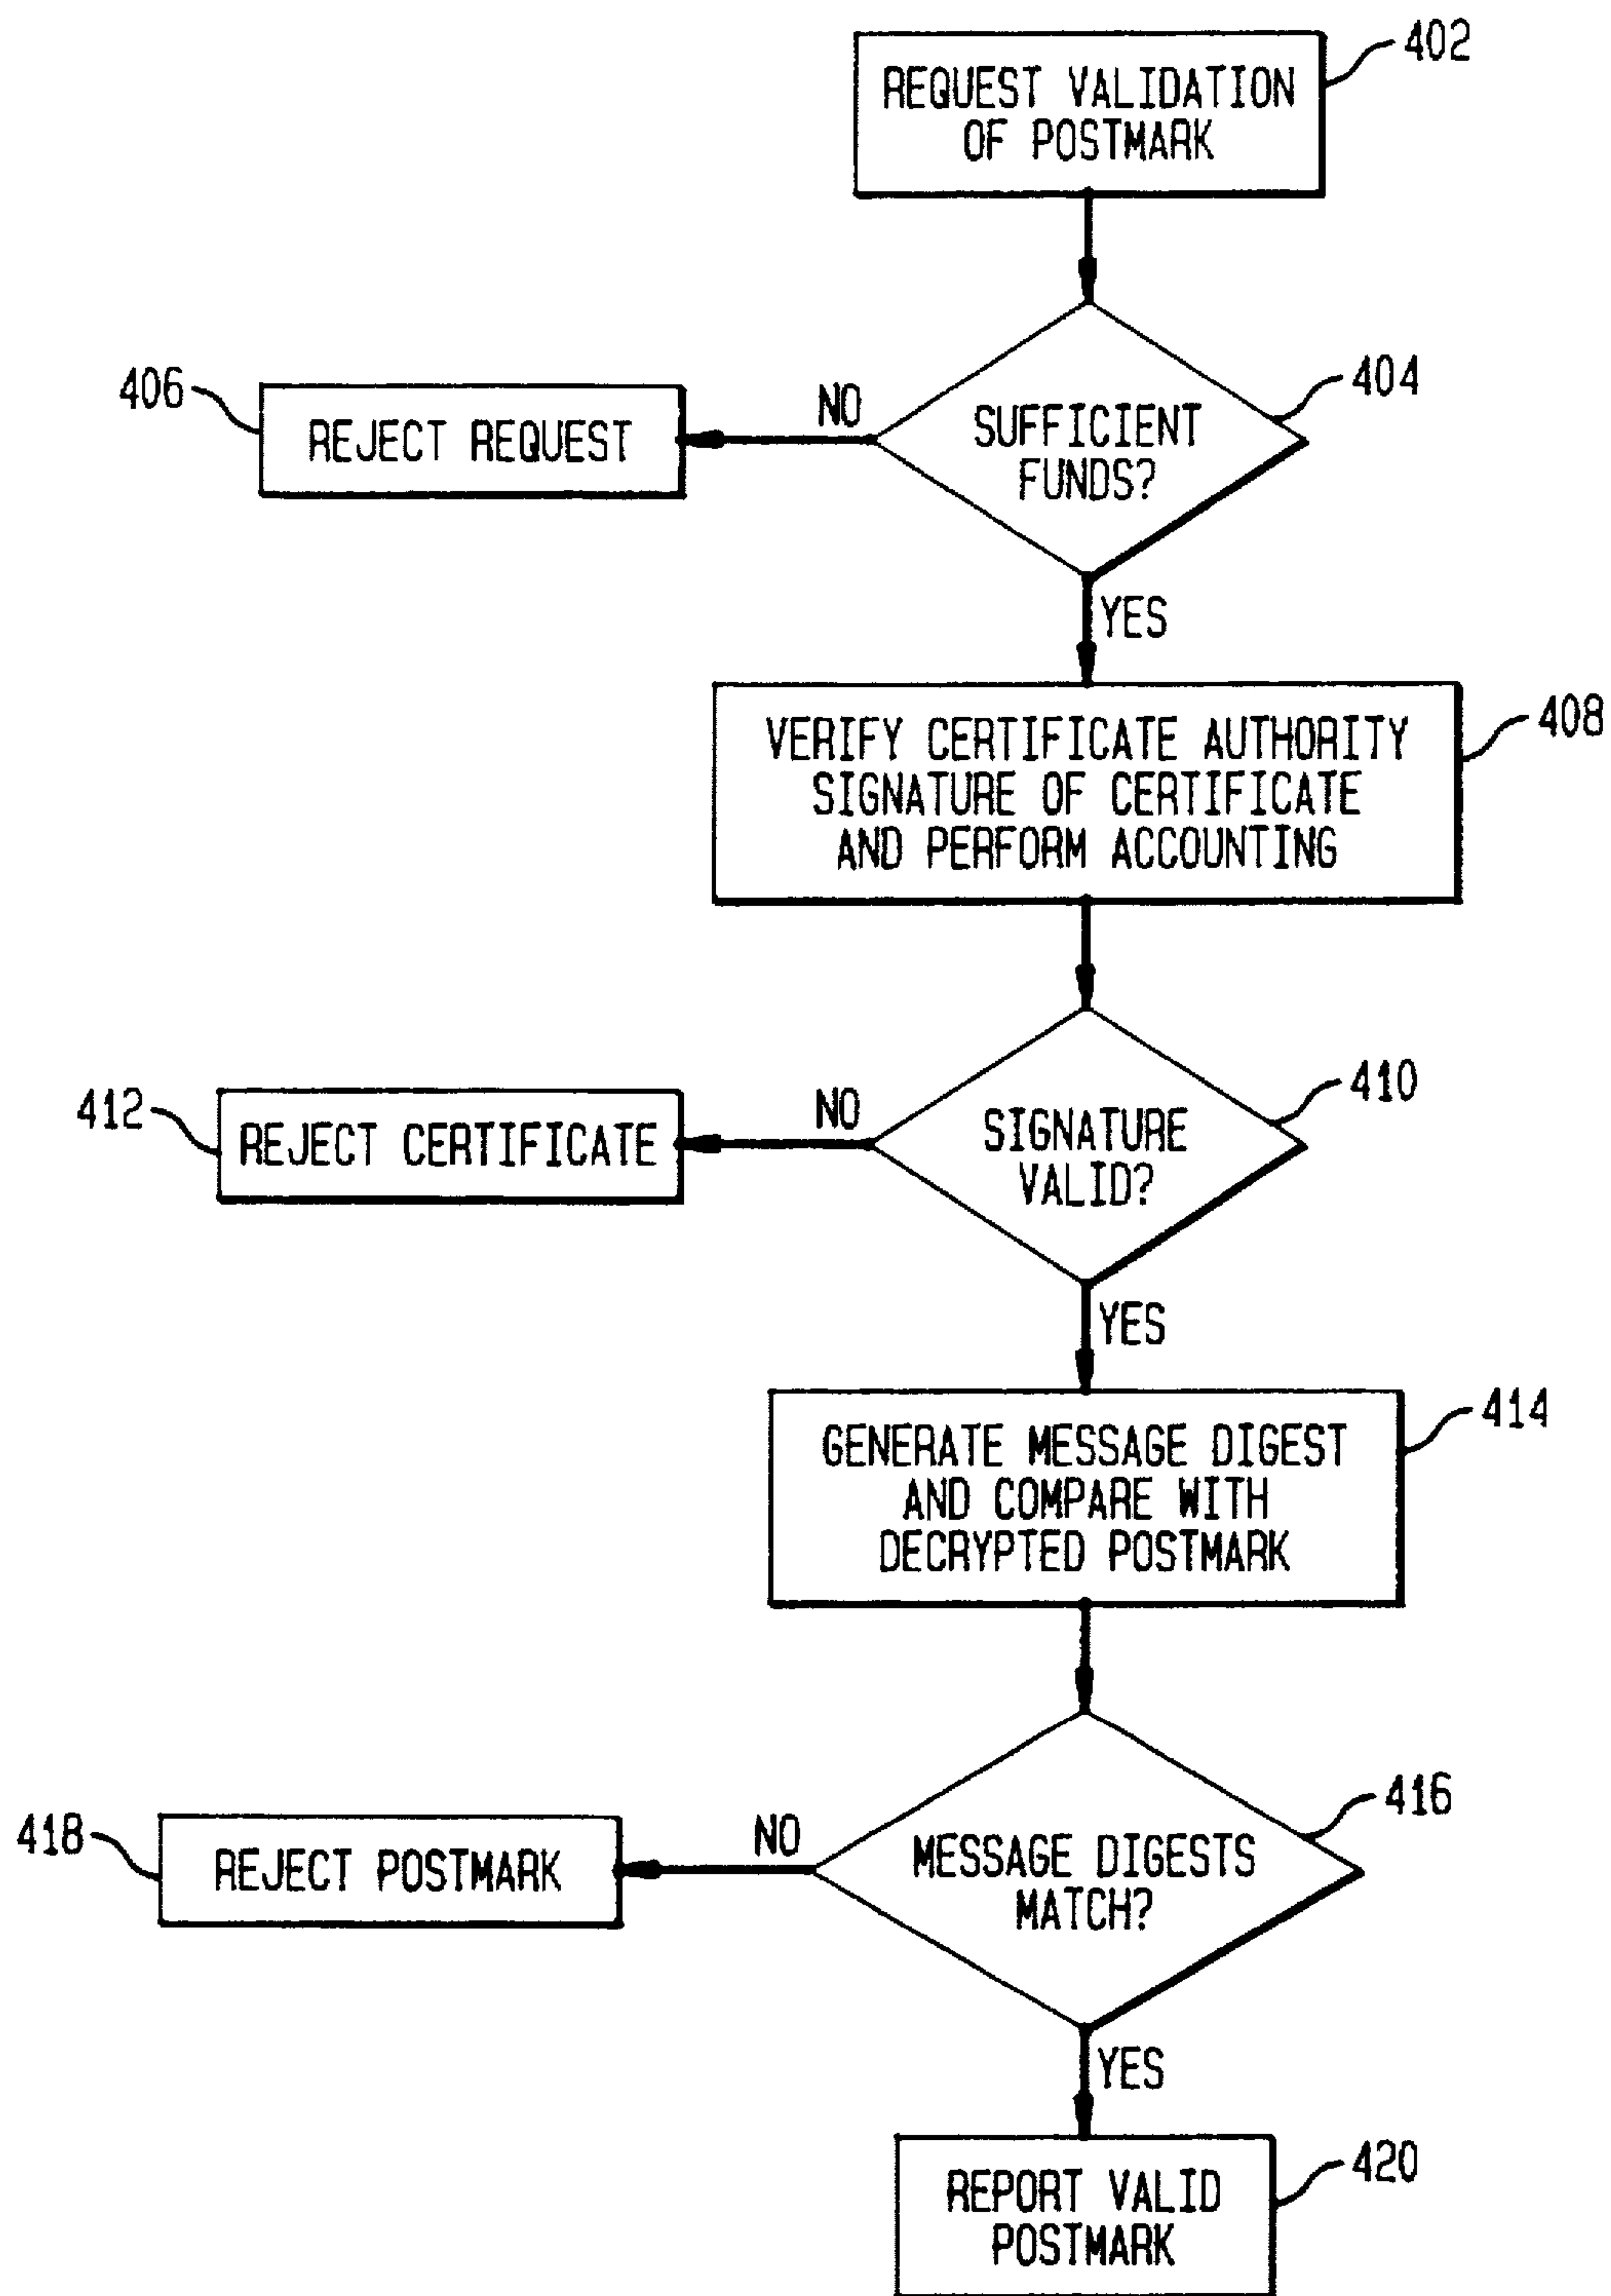 402
REQUEST VALIDATION
OF POSTMARK
404
406
NO
REJECT REQUEST
SUFFICIENT
FUNDS?
YES
408
VERIFY CERTIFICATE AUTHORITY
SIGNATURE OF CERTIFICATE
AND PERFORM ACCOUNTING
410
412
NO
REJECT CERTIFICATE
SIGNATURE
VALID?
YES
414
GENERATE MESSAGE DIGEST
AND COMPARE WITH
DECRYPTED POSTMARK
416
418
NO
REJECT POSTMARK
MESSAGE DIGESTS
MATCH?
YES
420
REPORT VALID
POSTMARK